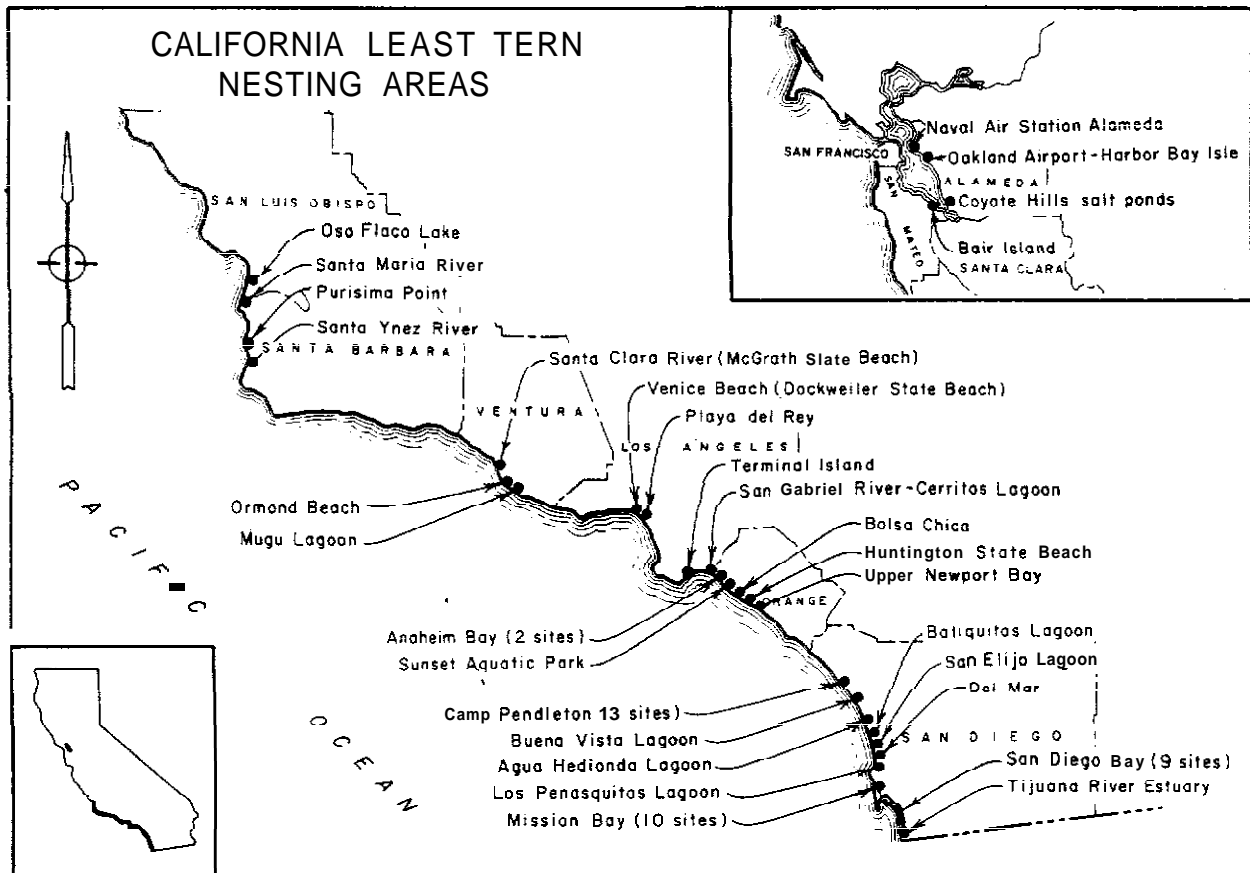 CALIFORNIA LEAST TERN
NESTING AREAS
Naval Air Station Alameda
SAN FRANCISCO
Oakland Airport-Harbor Bay Isle
ALAMEDA
SAN
MATEO
Coyote Hills salt ponds
Bair Island
SANTA CLARA
SAN LUIS OBISPO
Oso Flaco Lake
Santa Maria River
Purisima Point
Santa Ynez River
SANTA BARBARA
Santa Clara River (McGrath State Beach)
Venice Beach (Dockweiler State Beach)
VENTURA
Playa del Rey
LOS ANGELES
Terminal Island
San Gabriel River-Cerritos Lagoon
Ormond Beach
Mugu Lagoon
Bolsa Chica
Huntington State Beach
Upper Newport Bay
ORANGE
Anaheim Bay (2 sites)
Sunset Aquatic Park
Batiquitos Lagoon
San Elijo Lagoon
Del Mar
Camp Pendleton 13 sites)
Buena Vista Lagoon
SAN DIEGO
Agua Hedionda Lagoon
San Diego Bay (9 sites)
Los Penasquitos Lagoon
Tijuana River Estuary
Mission Bay (10 sites)
PACIFIC
OCEAN